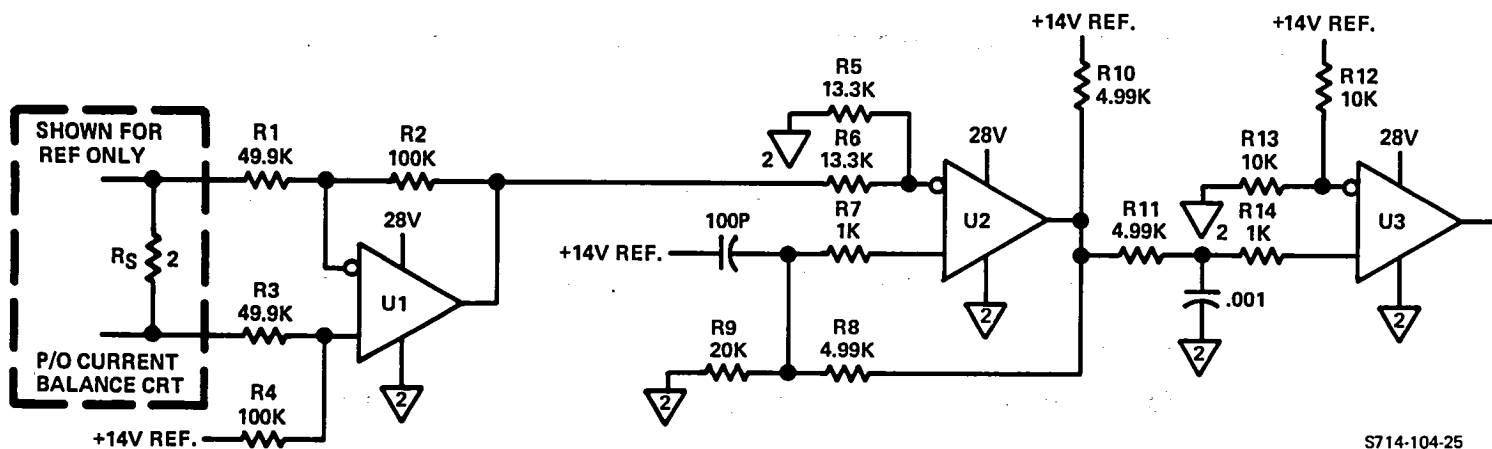 +14V REF.
+14V REF.
R10
4.99K
R12
10K
R5
13.3K
2
R6
13.3K
28V
28V
R13
10K
2
SHOWN FOR
REF ONLY
R1
49.9K
R2
100K
28V
RS 2
R3
49.9K
U1
2
P/O CURRENT
BALANCE CRT
R4
100K
+14V REF.
100P
+14V REF.
R7
1K
U2
2
R9
20K
2
R8
4.99K
R11
4.99K
R14
1K
.001
2
U3
2
S714-104-25